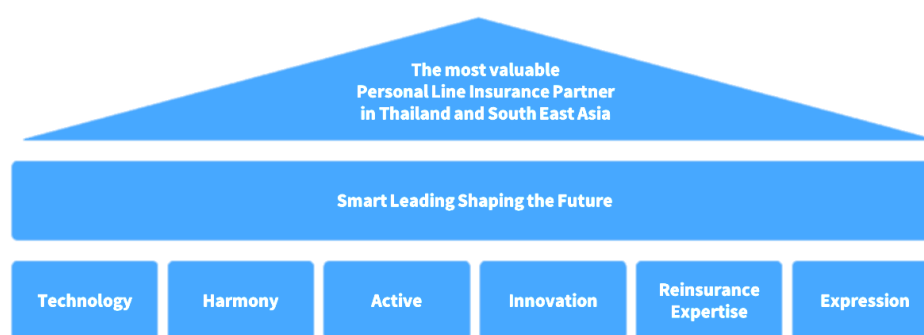 The most valuable
Personal Line Insurance Partner
in Thailand and South East Asia
Smart Leading Shaping the Future
Technology
Harmony
Active
Innovation
Reinsurance
Expertise
Expression